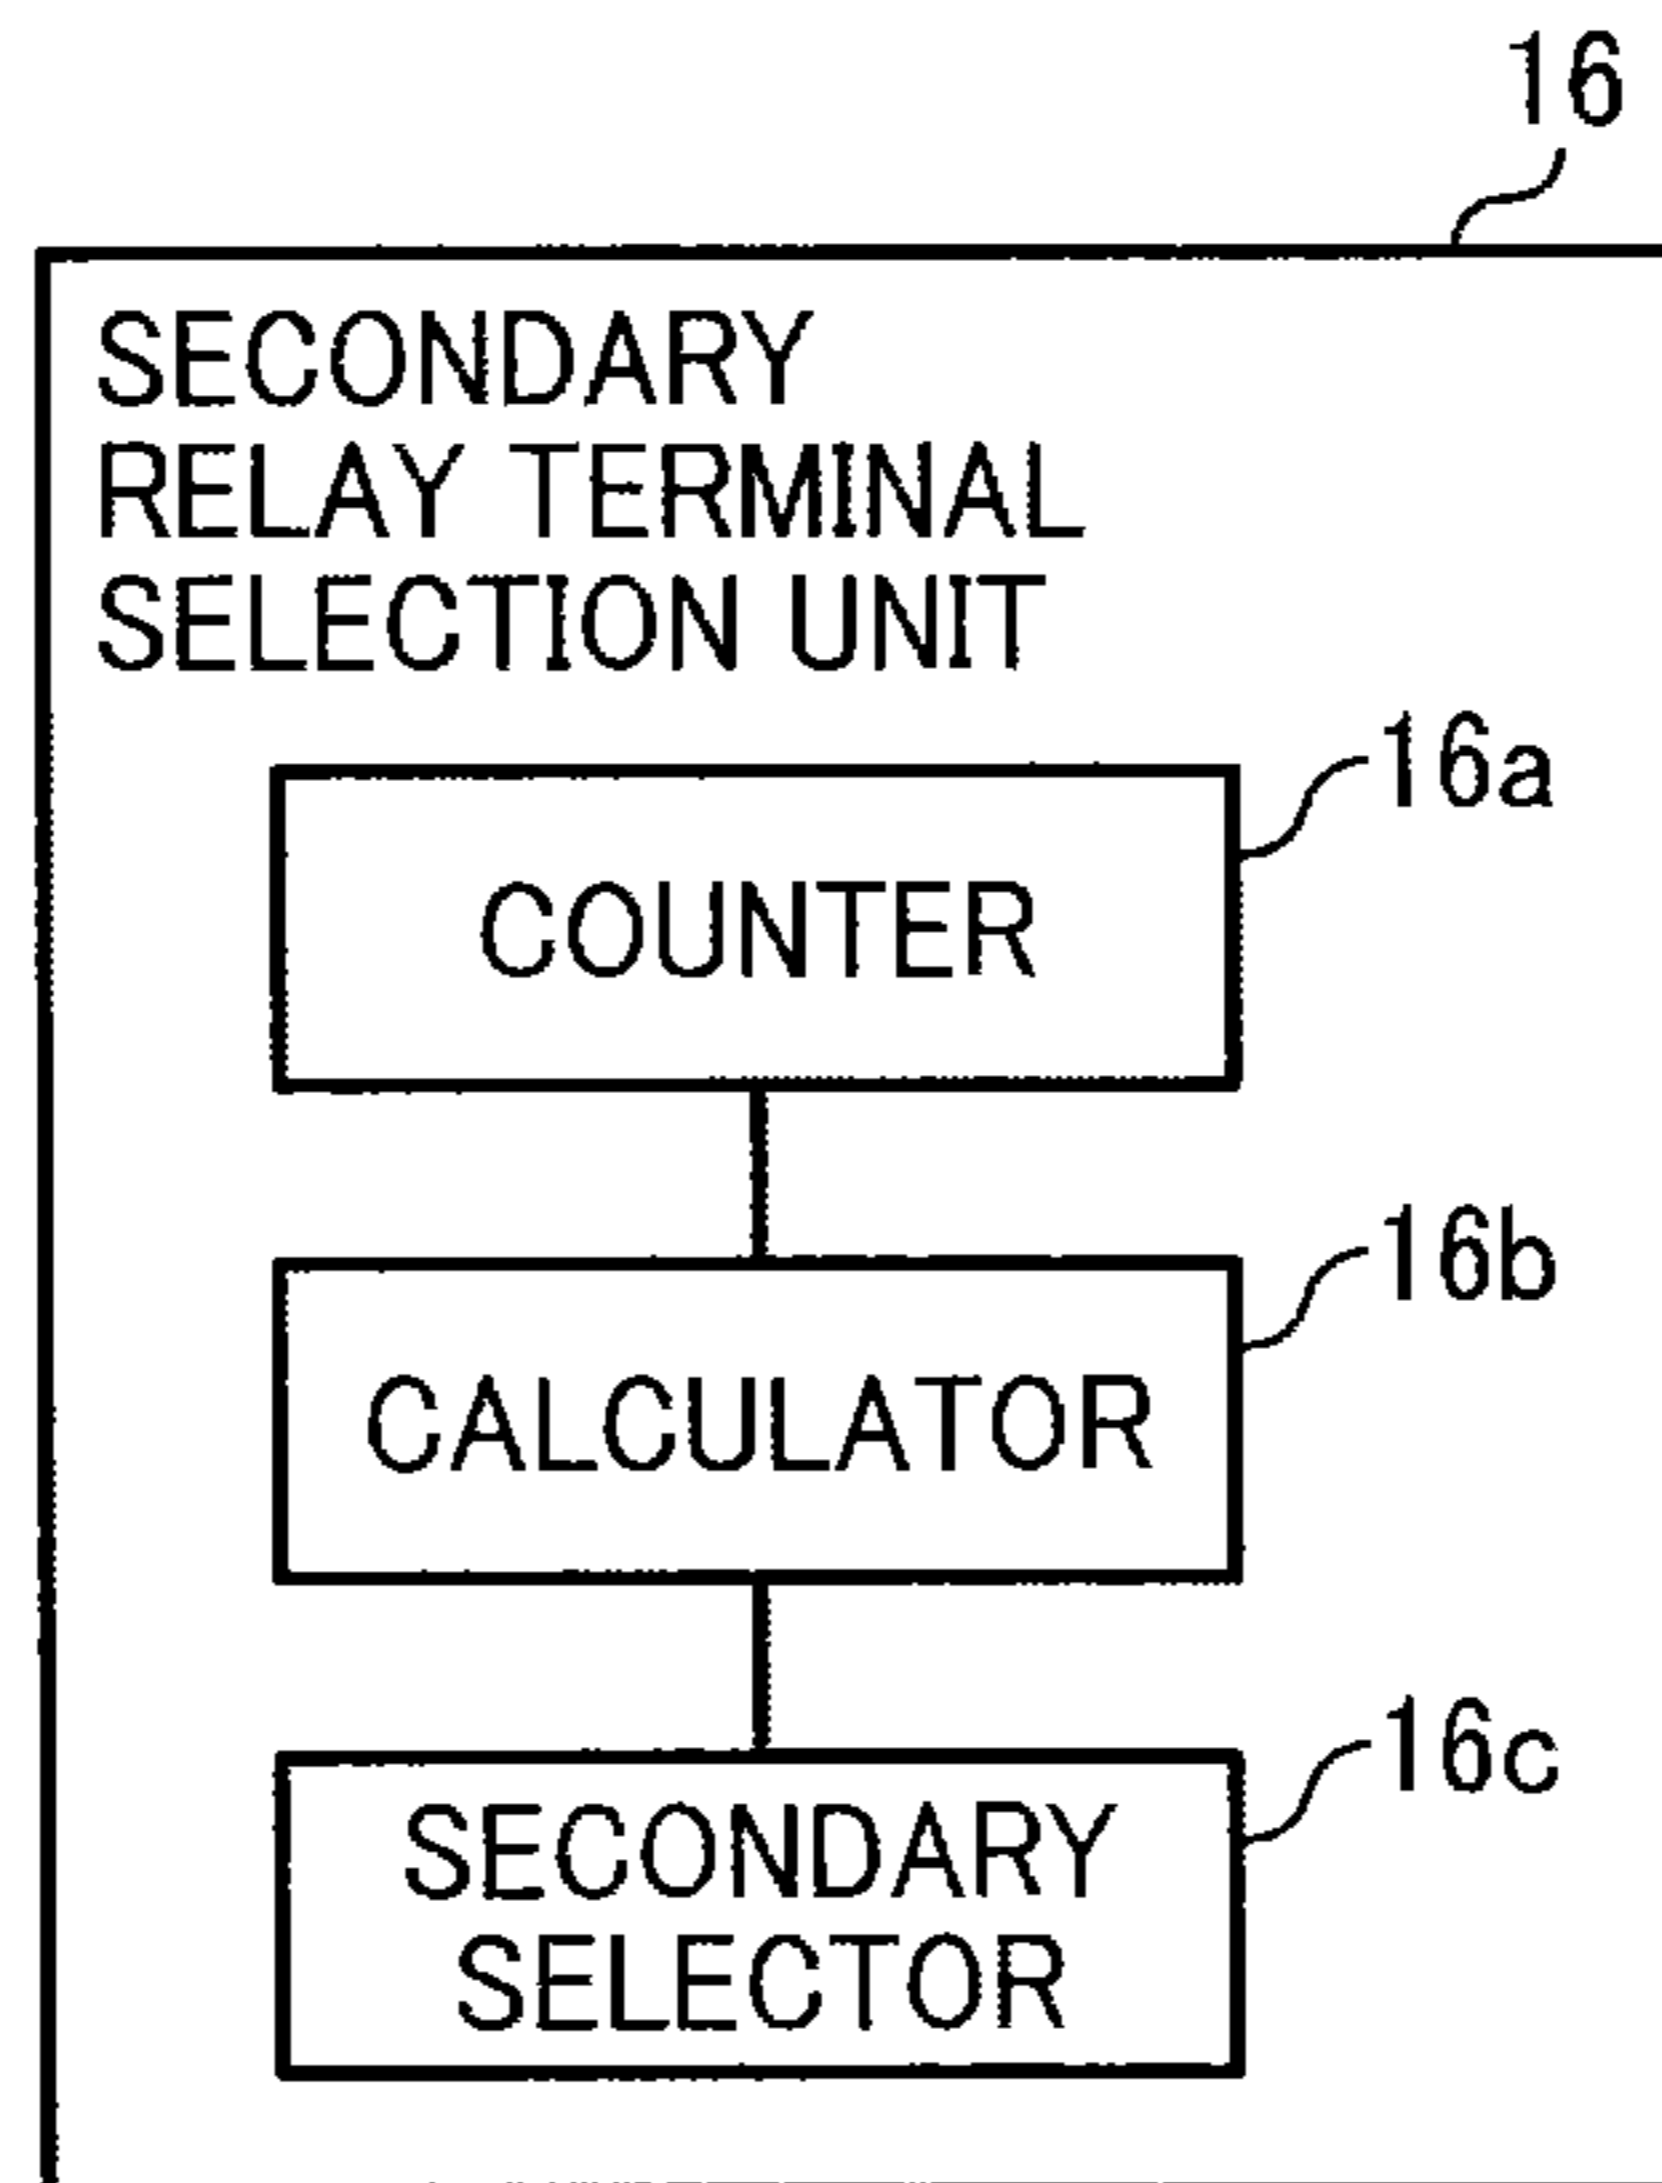 16
SECONDARY
RELAY TERMINAL
SELECTION UNIT
16a
COUNTER
16b
CALCULATOR
16c
SECONDARY
SELECTOR